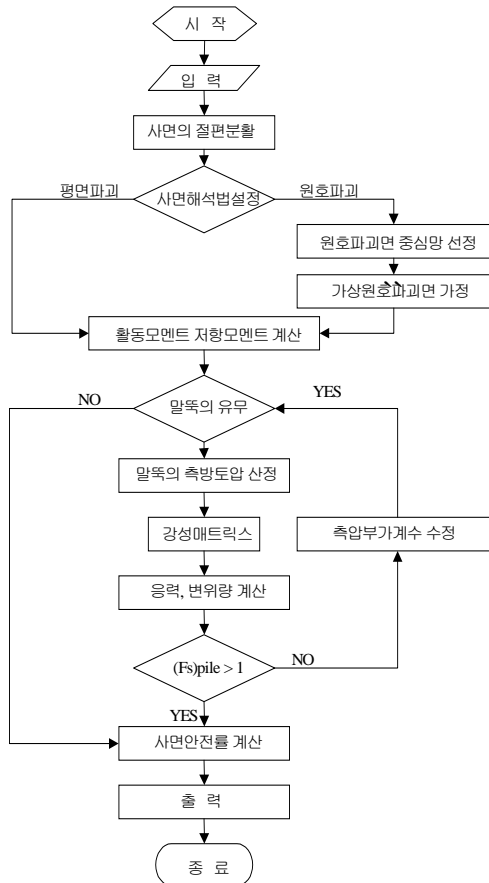 시 작
입 력
사면의 절편분활
사면해석법설정
평면파괴
원호파괴
원호파괴면 중심망 선정
가상원호파괴면 가정
활동모멘트 저항모멘트 계산
말뚝의 유무
NO
YES
말뚝의 측방토압 산정
강성매트릭스
측압부가계수 수정
응력, 변위량 계산
(Fs)pile > 1
NO
YES
사면안전률 계산
출 력
종 료